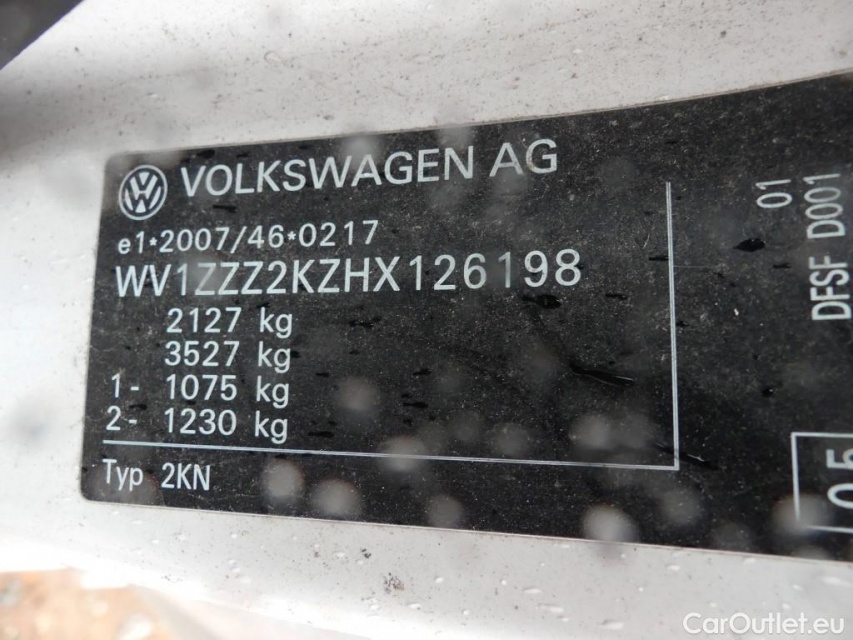 VOLKSWAGEN AG
e1*2007/46*0217
WV1ZZZ2KZHX126198
2127 kg
3527 kg
1- 1075 kg
2- 1230 kg
Typ 2KN
01
DFSF D001
CarOutlet.eu